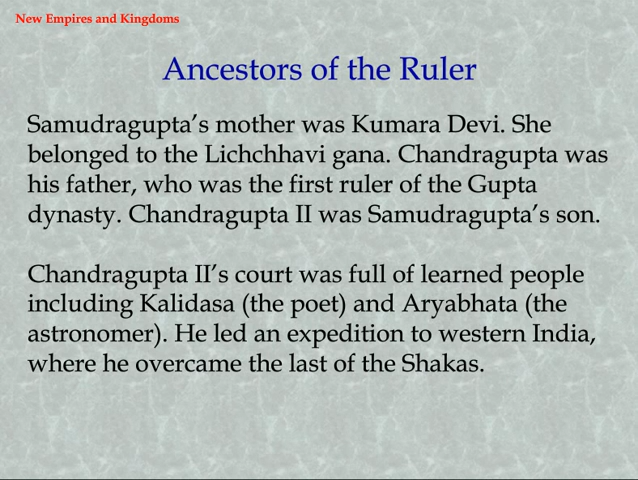 New Empires and Kingdoms
Ancestors of the Ruler
Samudragupta’s mother was Kumara Devi. She
belonged to the Lichchhavi gana. Chandragupta was
his father, who was the first ruler of the Gupta
dynasty. Chandragupta II was Samudragupta’s son.
Chandragupta II’s court was full of learned people
including Kalidasa (the poet) and Aryabhata (the
astronomer). He led an expedition to western India,
where he overcame the last of the Shakas.